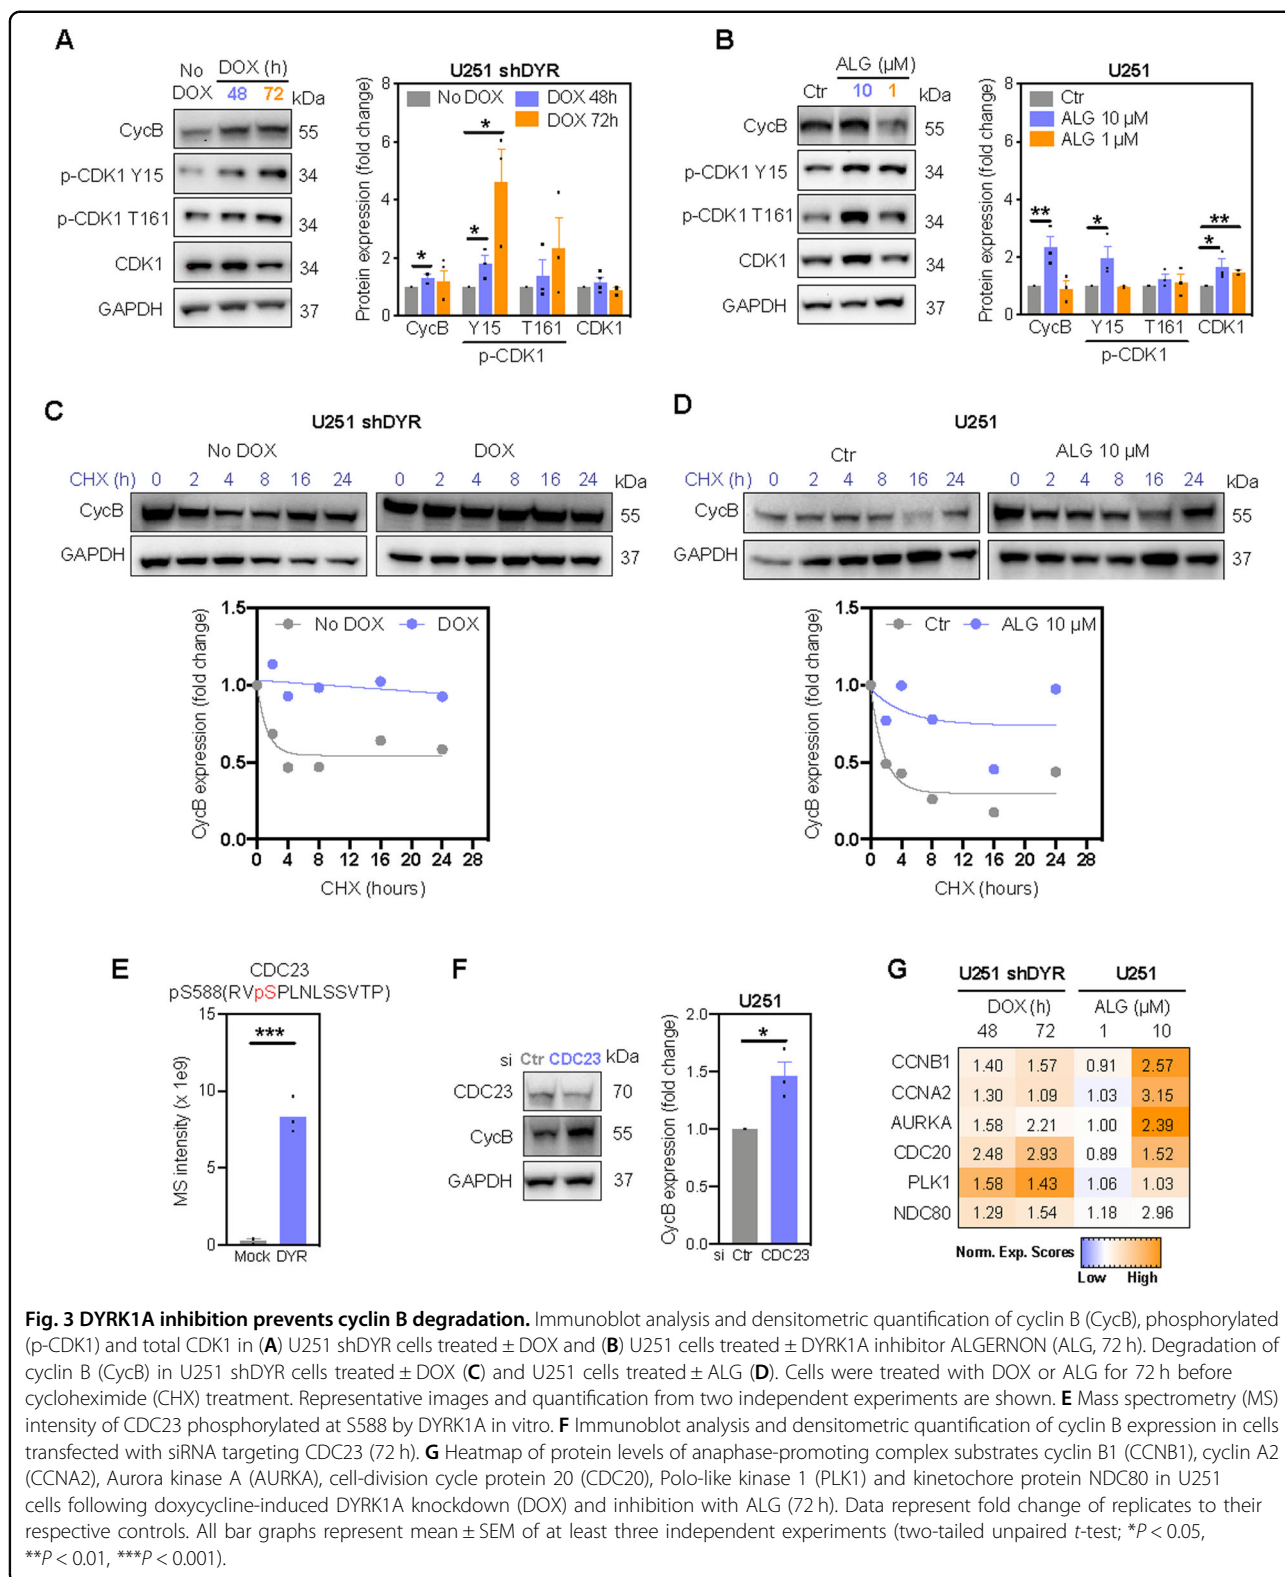 A
No DOX
DOX (h)
48 72
kDa
CycB
55
p-CDK1 Y15
34
p-CDK1 T161
34
CDK1
34
GAPDH
37
U251 shDYR
No DOX
DOX 48h
DOX 72h
Protein expression (fold change)
8
6
4
2
0
*
*
*
CycB Y15 T161 CDK1
p-CDK1
B
ALG (µM)
Ctr 10 1
kDa
CycB
55
p-CDK1 Y15
34
p-CDK1 T161
34
CDK1
34
GAPDH
37
U251
Ctr
ALG 10 µM
ALG 1 µM
Protein expression (fold change)
8
6
4
2
0
**
*
*
**
CycB Y15 T161 CDK1
p-CDK1
C
U251 shDYR
No DOX DOX
CHX (h) 0 2 4 8 16 24 0 2 4 8 16 24 kDa
CycB
55
GAPDH
37
CycB expression (fold change)
1.5
1.0
0.5
0.0
No DOX DOX
0 4 8 12 16 20 24 28
CHX (hours)
D
U251
Ctr ALG 10 µM
CHX (h) 0 2 4 8 16 24 0 2 4 8 16 24 kDa
CycB
55
GAPDH
37
CycB expression (fold change)
1.5
1.0
0.5
0.0
Ctr ALG 10 µM
0 4 8 12 16 20 24 28
CHX (hours)
E
CDC23
pS588(RVpSPLNLSSVTP)
MS intensity (x 1e9)
15
10
5
0
***
Mock DYR
F
si Ctr CDC23 kDa
CDC23 70
CycB 55
GAPDH 37
U251
CycB expression (fold change)
2.0
1.5
1.0
0.5
0.0
*
si Ctr CDC23
G
U251 shDYR U251
DOX (h) ALG (µM)
48 72 1 10
CCNB1 1.40 1.57 0.91 2.57
CCNA2 1.30 1.09 1.03 3.15
AURKA 1.58 2.21 1.00 2.39
CDC20 2.48 2.93 0.89 1.52
PLK1 1.58 1.43 1.06 1.03
NDC80 1.29 1.54 1.18 2.96
Norm. Exp. Scores
Low High
Fig. 3 DYRK1A inhibition prevents cyclin B degradation. Immunoblot analysis and densitometric quantification of cyclin B (CycB), phosphorylated
(p-CDK1) and total CDK1 in (A) U251 shDYR cells treated ± DOX and (B) U251 cells treated ± DYRK1A inhibitor ALGERNON (ALG, 72 h). Degradation of
cyclin B (CycB) in U251 shDYR cells treated ± DOX (C) and U251 cells treated ± ALG (D). Cells were treated with DOX or ALG for 72 h before
cycloheximide (CHX) treatment. Representative images and quantification from two independent experiments are shown. E Mass spectrometry (MS)
intensity of CDC23 phosphorylated at S588 by DYRK1A in vitro. F Immunoblot analysis and densitometric quantification of cyclin B expression in cells
transfected with siRNA targeting CDC23 (72 h). G Heatmap of protein levels of anaphase-promoting complex substrates cyclin B1 (CCNB1), cyclin A2
(CCNA2), Aurora kinase A (AURKA), cell-division cycle protein 20 (CDC20), Polo-like kinase 1 (PLK1) and kinetochore protein NDC80 in U251
cells following doxycycline-induced DYRK1A knockdown (DOX) and inhibition with ALG (72 h). Data represent fold change of replicates to their
respective controls. All bar graphs represent mean ± SEM of at least three independent experiments (two-tailed unpaired t-test; *P < 0.05,
**P < 0.01, ***P < 0.001).